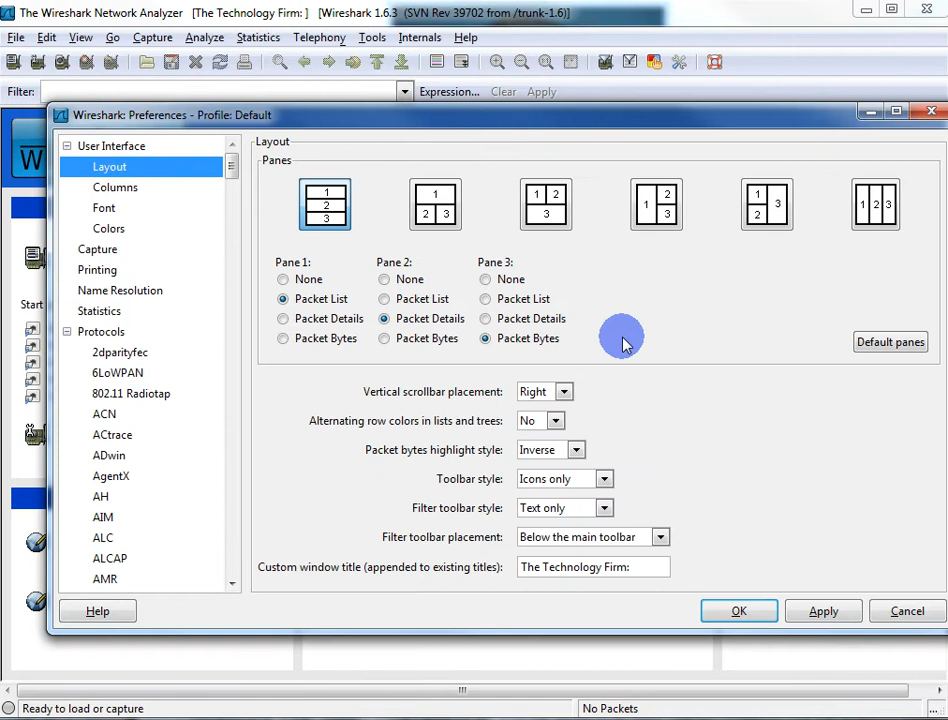 The Wireshark Network Analyzer [The Technology Firm: ] [Wireshark 1.6.3 (SVN Rev 39702 from /trunk-1.6)]
File Edit View Go Capture Analyze Statistics Telephony Tools Internals Help
Filter: Expression... Clear Apply
Wireshark: Preferences - Profile: Default
W
Start
User Interface
Layout
Columns
Font
Colors
Capture
Printing
Name Resolution
Statistics
Protocols
2dparityfec
6LoWPAN
802.11 Radiotap
ACN
ACtrace
ADwin
AgentX
AH
AIM
ALC
ALCAP
AMR
Layout
Panes
1 2 3
1 2 3
1 2 3
1 2 3
1 2 3
1 2 3
Pane 1: Pane 2: Pane 3:
None None None
Packet List Packet List Packet List
Packet Details Packet Details Packet Details
Packet Bytes Packet Bytes Packet Bytes
Default panes
Vertical scrollbar placement: Right
Alternating row colors in lists and trees: No
Packet bytes highlight style: Inverse
Toolbar style: Icons only
Filter toolbar style: Text only
Filter toolbar placement: Below the main toolbar
Custom window title (appended to existing titles): The Technology Firm:
Help OK Apply Cancel
Ready to load or capture No Packets